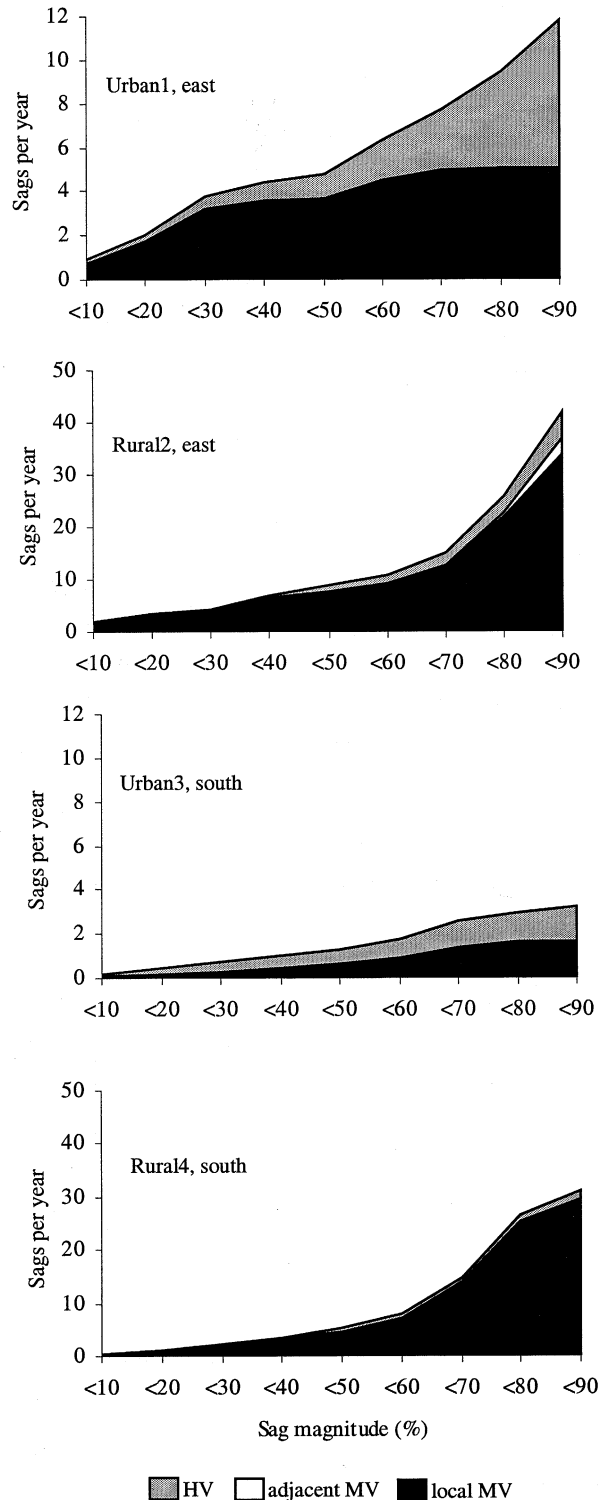 12
10
8
6
4
2
0
Sags per year
Urban1, east
<10 <20 <30 <40 <50 <60 <70 <80 <90
50
40
30
20
10
0
Sags per year
Rural2, east
<10 <20 <30 <40 <50 <60 <70 <80 <90
12
10
8
6
4
2
0
Sags per year
Urban3, south
<10 <20 <30 <40 <50 <60 <70 <80 <90
50
40
30
20
10
0
Sags per year
Rural4, south
<10 <20 <30 <40 <50 <60 <70 <80 <90
Sag magnitude (%)
HV adjacent MV local MV